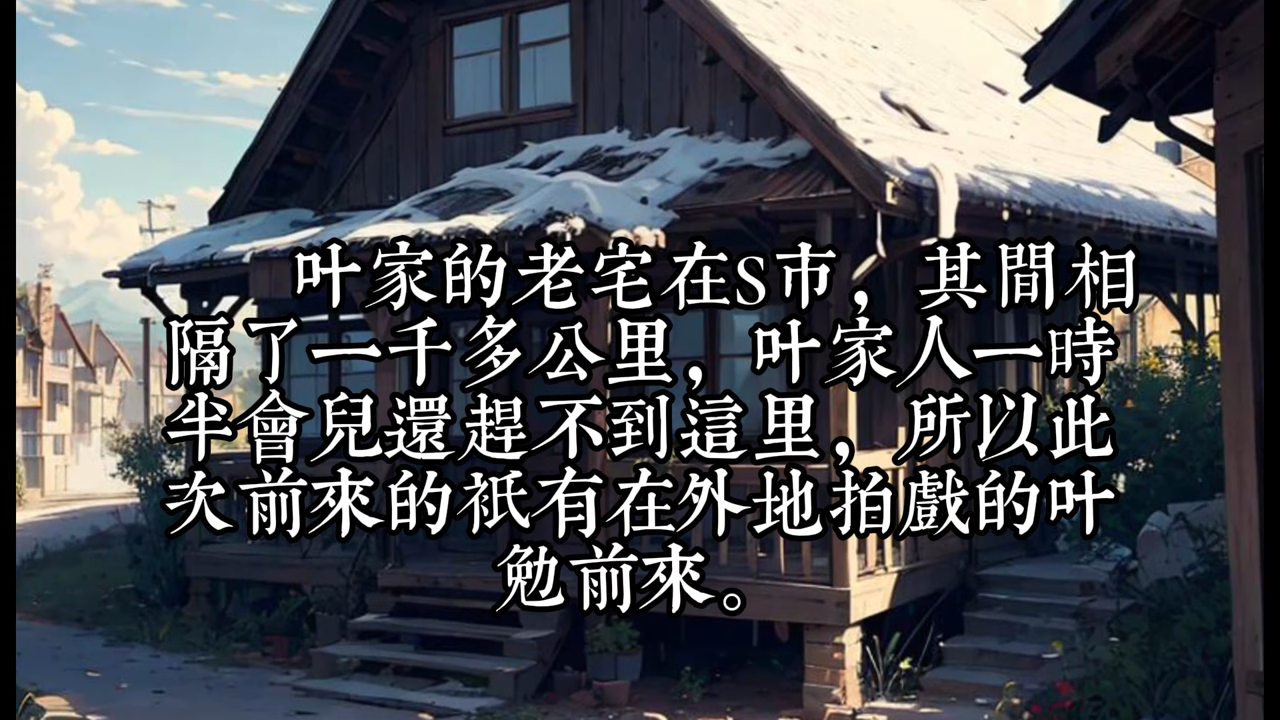 叶家的老宅在S市，其間相
隔了一千多公里，叶家人一時
半會兒還趕不到這里，所以此
次前來的祇有在外地拍戲的叶
勉前來。